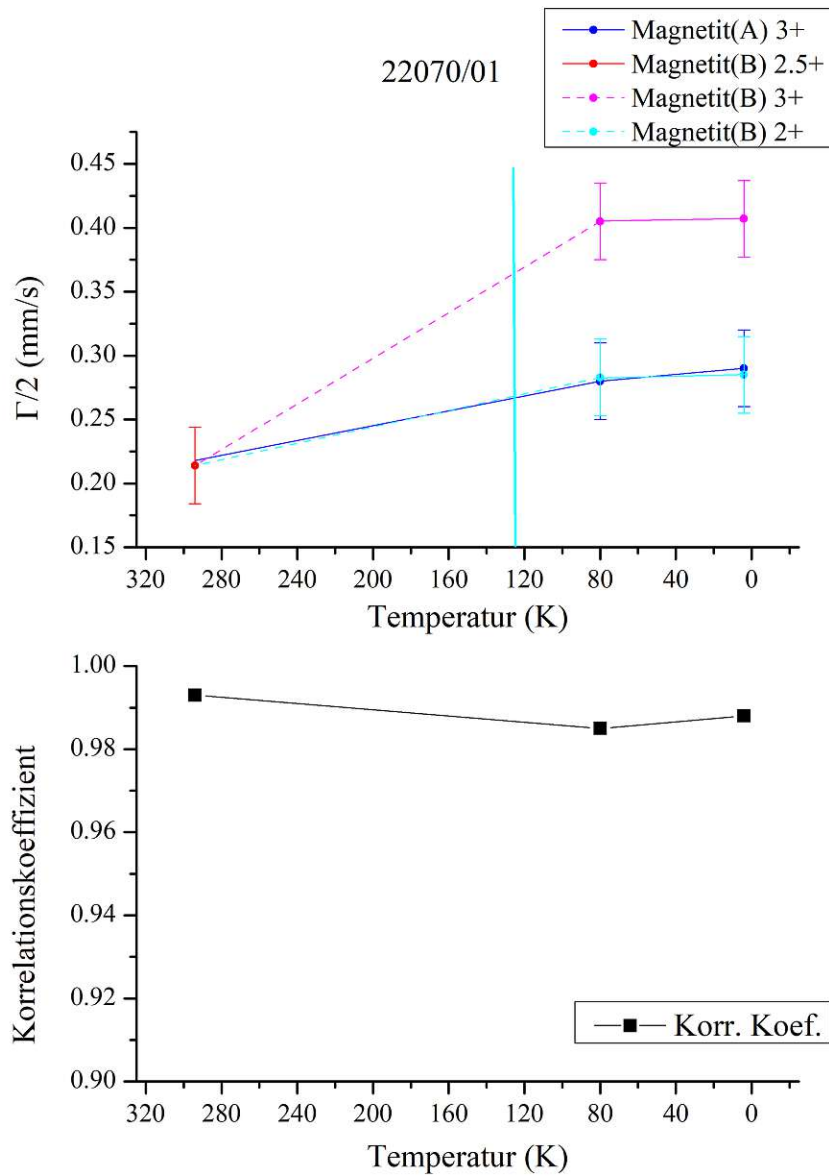 22070/01
Magnetit(A) 3+
Magnetit(B) 2.5+
Magnetit(B) 3+
Magnetit(B) 2+
Γ/2 (mm/s)
0.45
0.40
0.35
0.30
0.25
0.20
0.15
320 280 240 200 160 120 80 40 0
Temperatur (K)
Korrelationskoeffizient
1.00
0.98
0.96
0.94
0.92
0.90
Korr. Koef.
320 280 240 200 160 120 80 40 0
Temperatur (K)